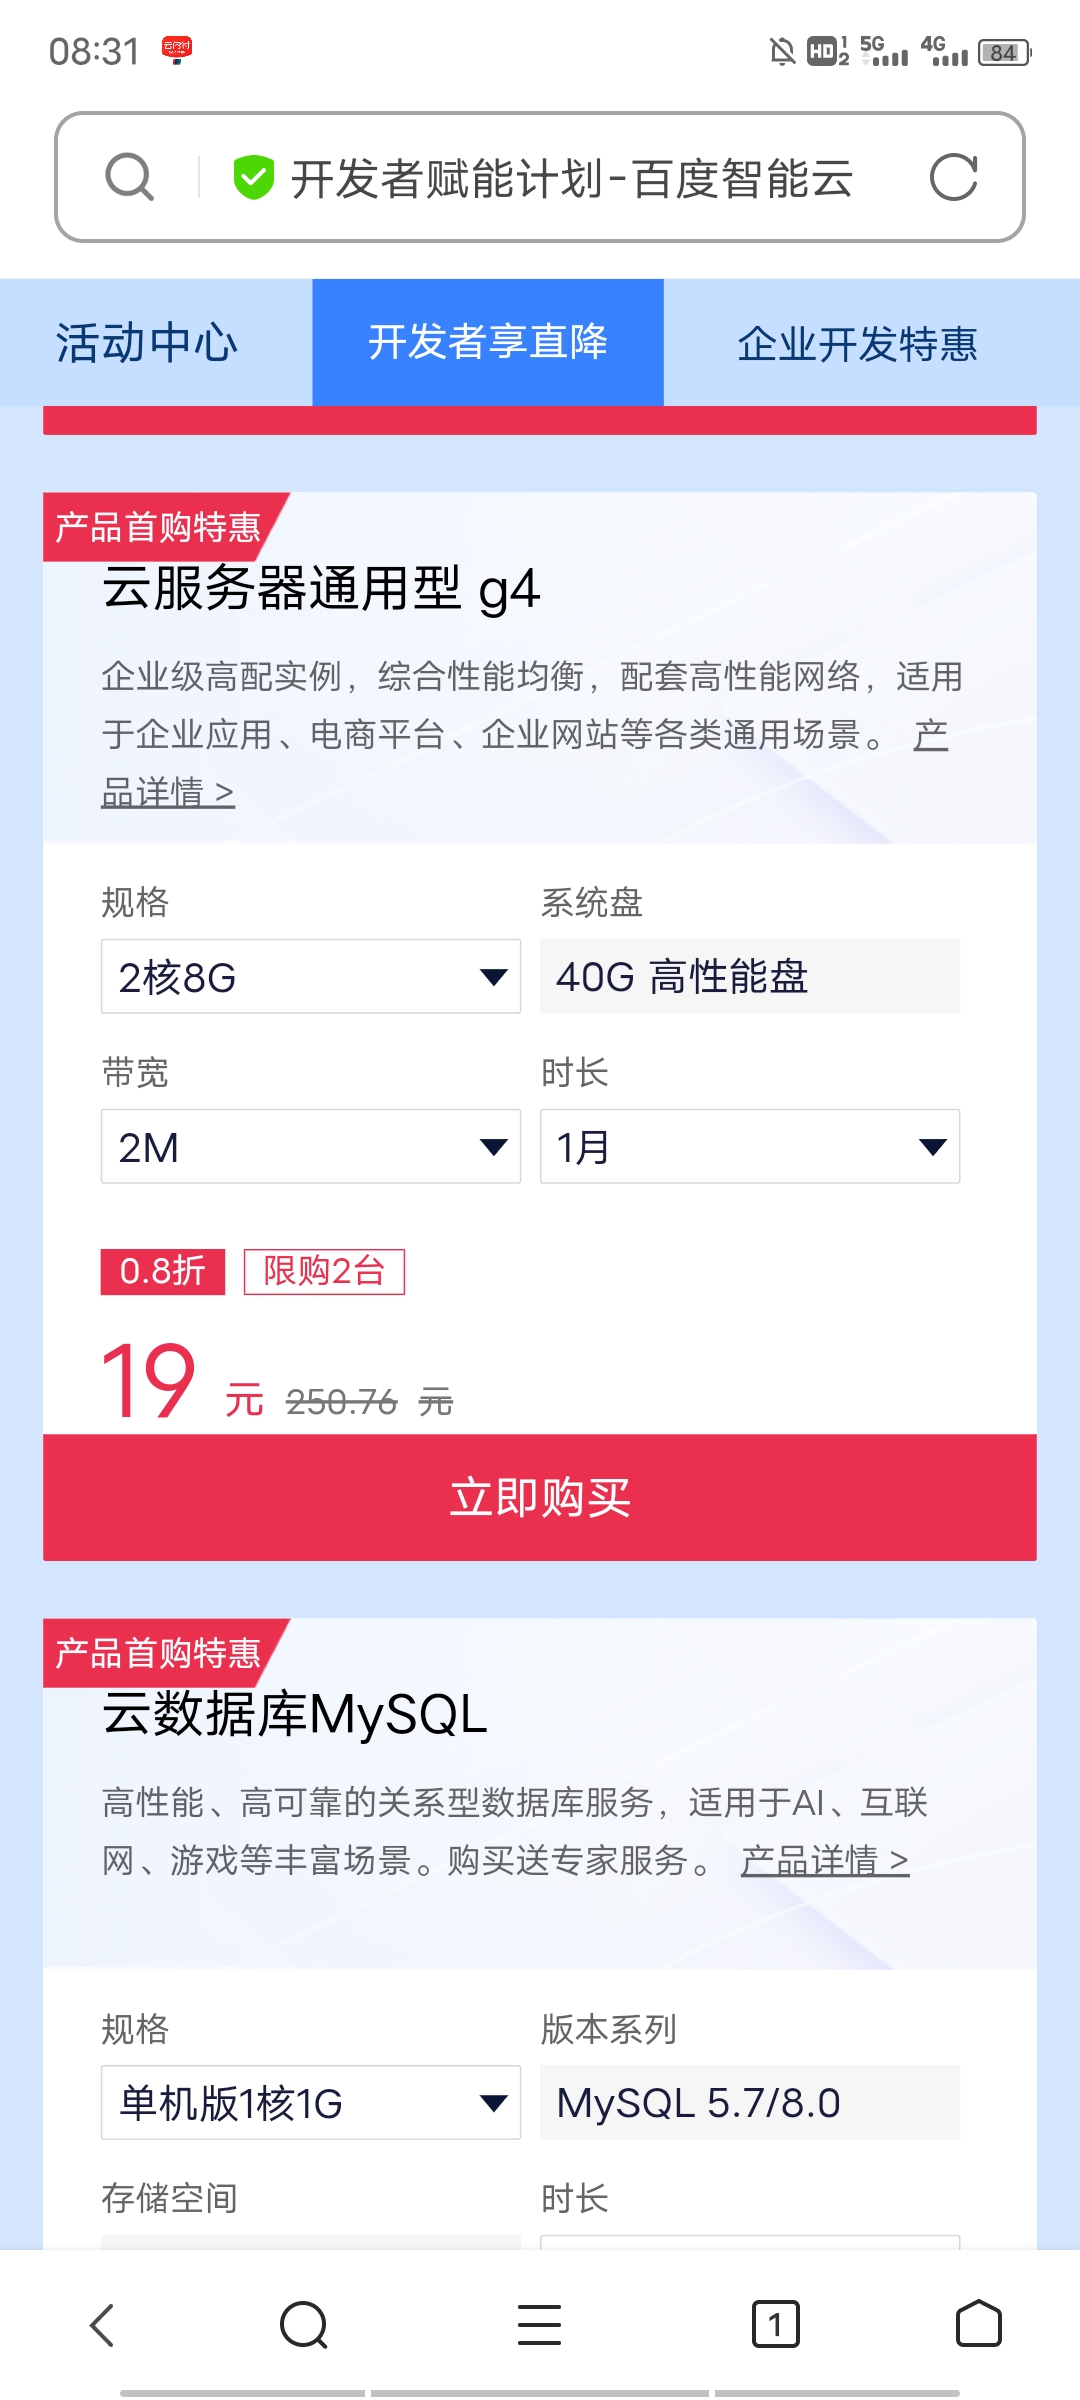 08:31
云闪付
HD 1 2 5G 4G 84
开发者赋能计划-百度智能云
活动中心 开发者享直降 企业开发特惠
产品首购特惠
云服务器通用型 g4
企业级高配实例，综合性能均衡，配套高性能网络，适用
于企业应用、电商平台、企业网站等各类通用场景。 产
品详情 >
规格 系统盘
2核8G 40G 高性能盘
带宽 时长
2M 1月
0.8折 限购2台
19 元 250.76 元
立即购买
产品首购特惠
云数据库MySQL
高性能、高可靠的关系型数据库服务，适用于AI、互联
网、游戏等丰富场景。购买送专家服务。 产品详情 >
规格 版本系列
单机版1核1G MySQL 5.7/8.0
存储空间 时长
1